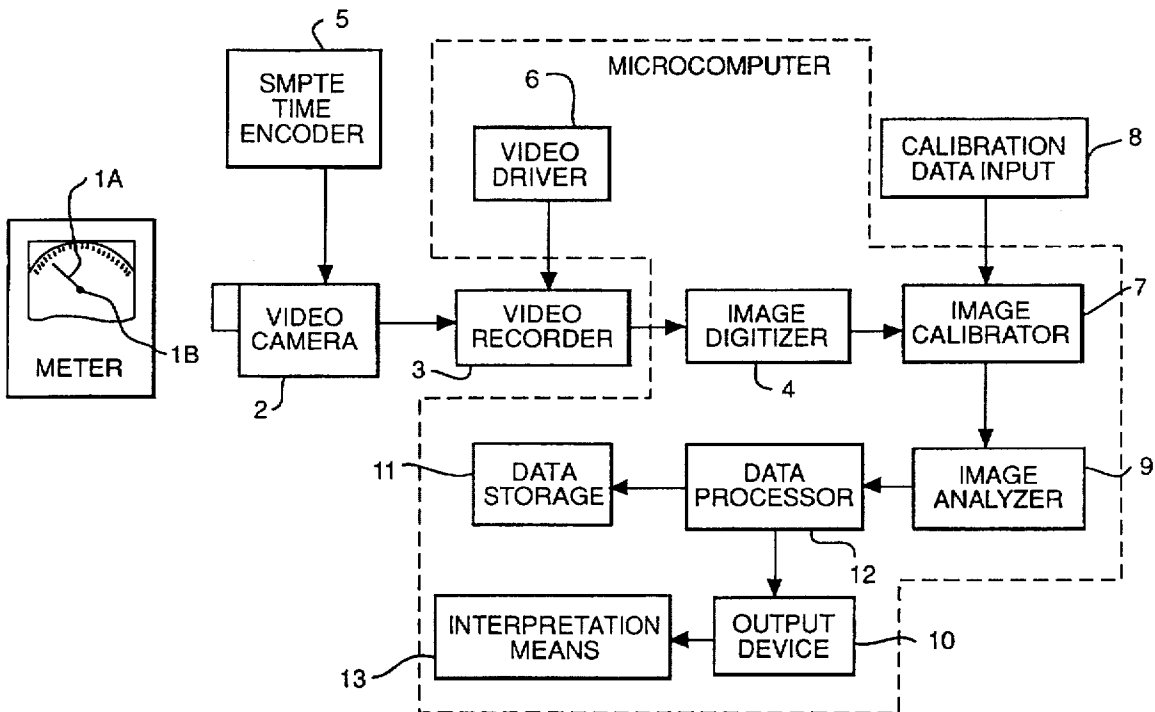 5
SMPTE
TIME
ENCODER
MICROCOMPUTER
6
VIDEO
DRIVER
CALIBRATION
DATA INPUT
8
1A
METER
1B
VIDEO
CAMERA
2
VIDEO
RECORDER
3
IMAGE
DIGITIZER
4
IMAGE
CALIBRATOR
7
11
DATA
STORAGE
DATA
PROCESSOR
12
IMAGE
ANALYZER
9
INTERPRETATION
MEANS
13
OUTPUT
DEVICE
10